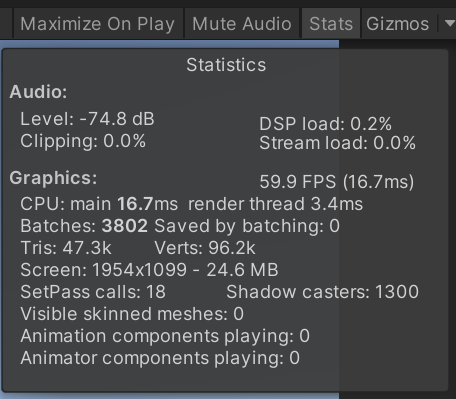 Maximize On Play Mute Audio Stats Gizmos
Statistics
Audio:
Level: -74.8 dB DSP load: 0.2%
Clipping: 0.0% Stream load: 0.0%
Graphics: 59.9 FPS (16.7ms)
CPU: main 16.7ms render thread 3.4ms
Batches: 3802 Saved by batching: 0
Tris: 47.3k Verts: 96.2k
Screen: 1954x1099 - 24.6 MB
SetPass calls: 18 Shadow casters: 1300
Visible skinned meshes: 0
Animation components playing: 0
Animator components playing: 0